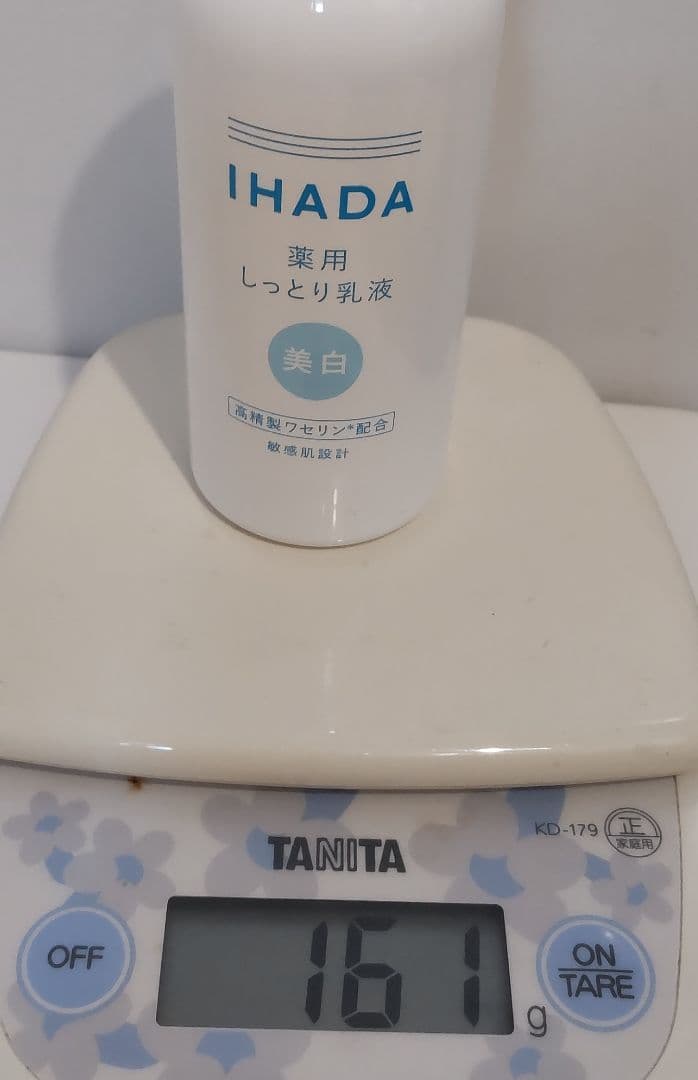 IHADA
薬用
しっとり乳液
美白
高精製ワセリン*配合
敏感肌設計
KD-179
正
家庭用
TANITA
OFF
161 g
ON
TARE